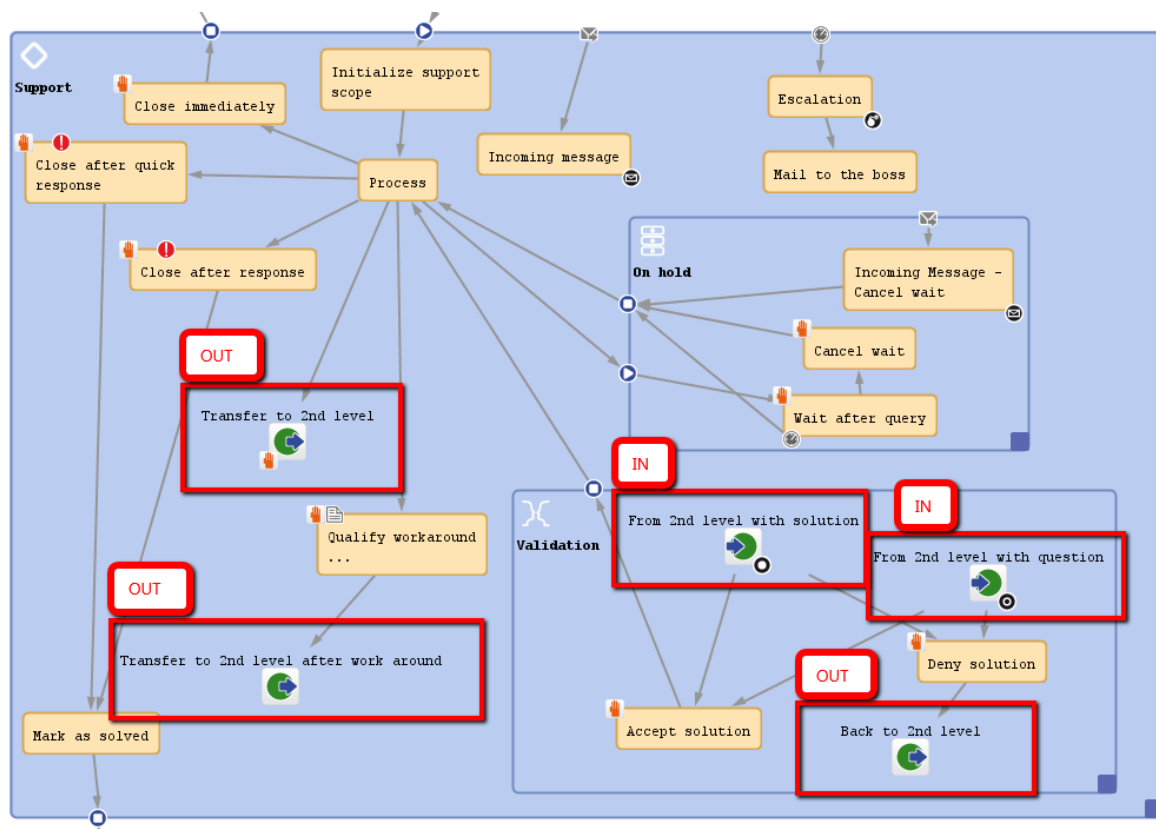 Support
Close immediately
Initialize support
scope
Escalation
Incoming message
Mail to the boss
Close after quick
response
Process
Close after response
On hold
Incoming Message -
Cancel wait
Cancel wait
Wait after query
OUT
Transfer to 2nd level
IN
IN
Validation
From 2nd level with solution
From 2nd level with question
Qualify workaround
...
OUT
Transfer to 2nd level after work around
Deny solution
OUT
Mark as solved
Accept solution
Back to 2nd level